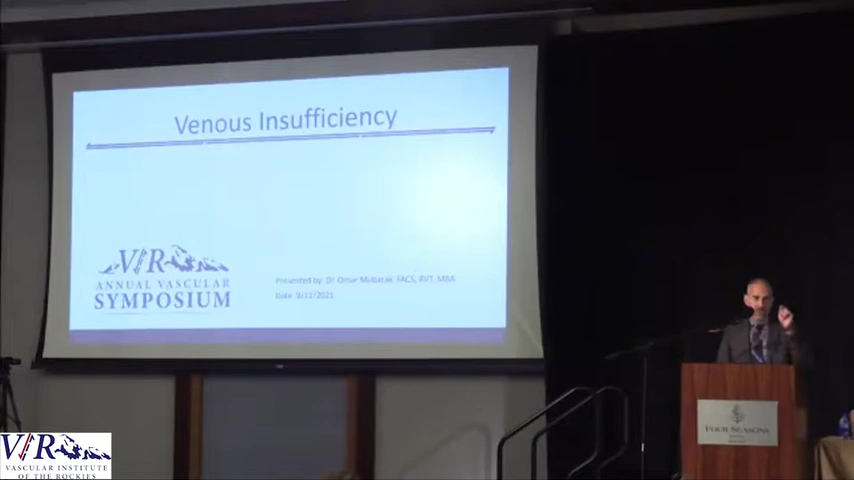 Venous Insufficiency
VIR
ANNUAL VASCULAR
SYMPOSIUM
Presented by: Dr. Omar Mubarak, FACS, RVT, MBA
Date: 9/11/2021
FOUR SEASONS
VIR
VASCULAR INSTITUTE
OF THE ROCKIES